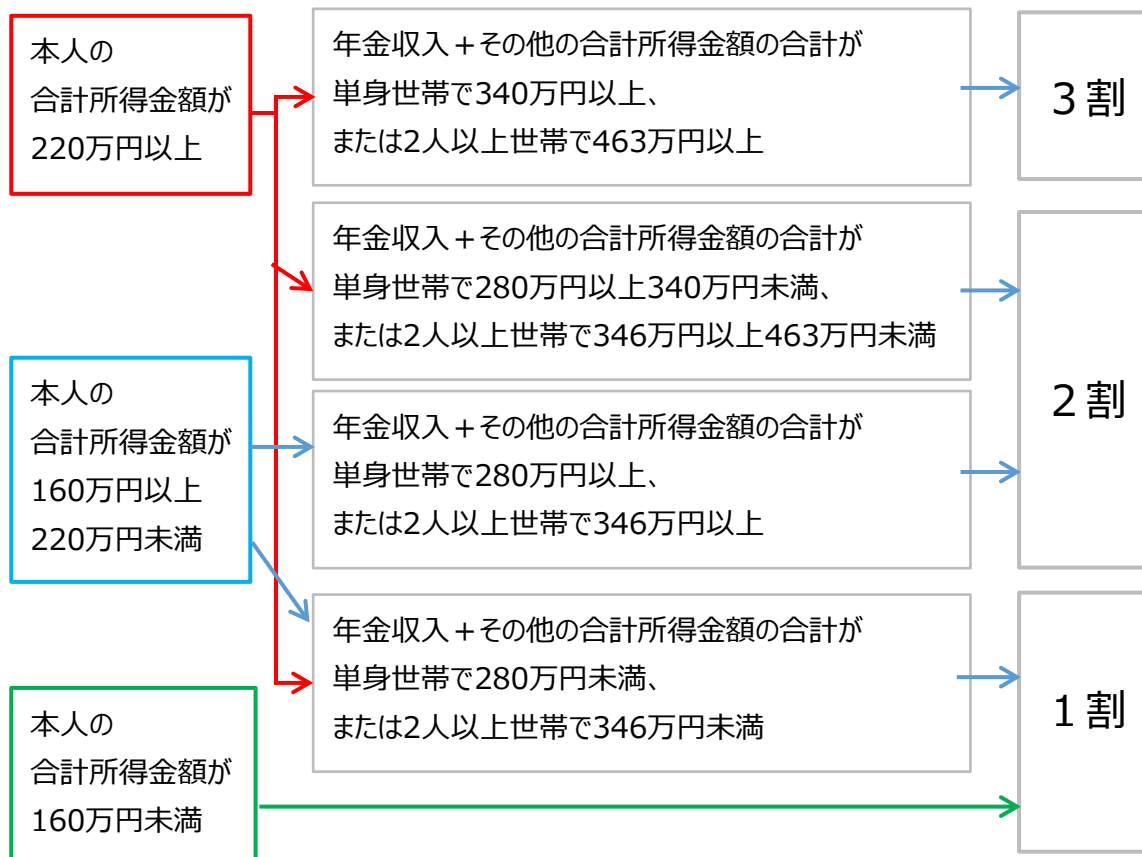 本人の
合計所得金額が
220万円以上
年金収入＋その他の合計所得金額の合計が
単身世帯で340万円以上、
または2人以上世帯で463万円以上
3割
年金収入＋その他の合計所得金額の合計が
単身世帯で280万円以上340万円未満、
または2人以上世帯で346万円以上463万円未満
本人の
合計所得金額が
160万円以上
220万円未満
年金収入＋その他の合計所得金額の合計が
単身世帯で280万円以上、
または2人以上世帯で346万円以上
2割
年金収入＋その他の合計所得金額の合計が
単身世帯で280万円未満、
または2人以上世帯で346万円未満
本人の
合計所得金額が
160万円未満
1割